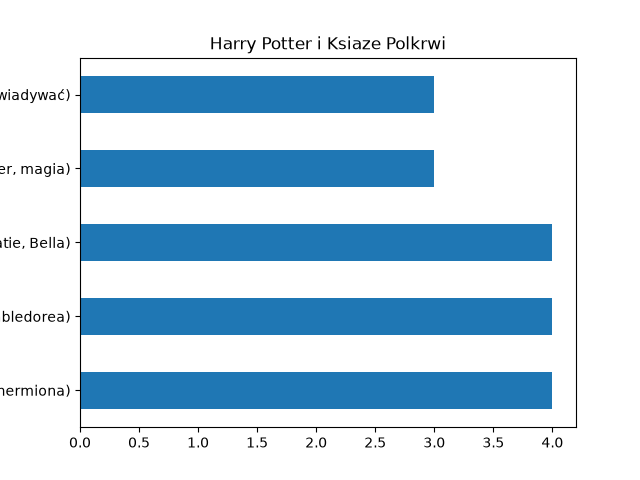 Harry Potter i Ksiaze Polkrwi
wiadywać)
er, magia)
atie, Bella)
bledorea)
hermiona)
0.0 0.5 1.0 1.5 2.0 2.5 3.0 3.5 4.0